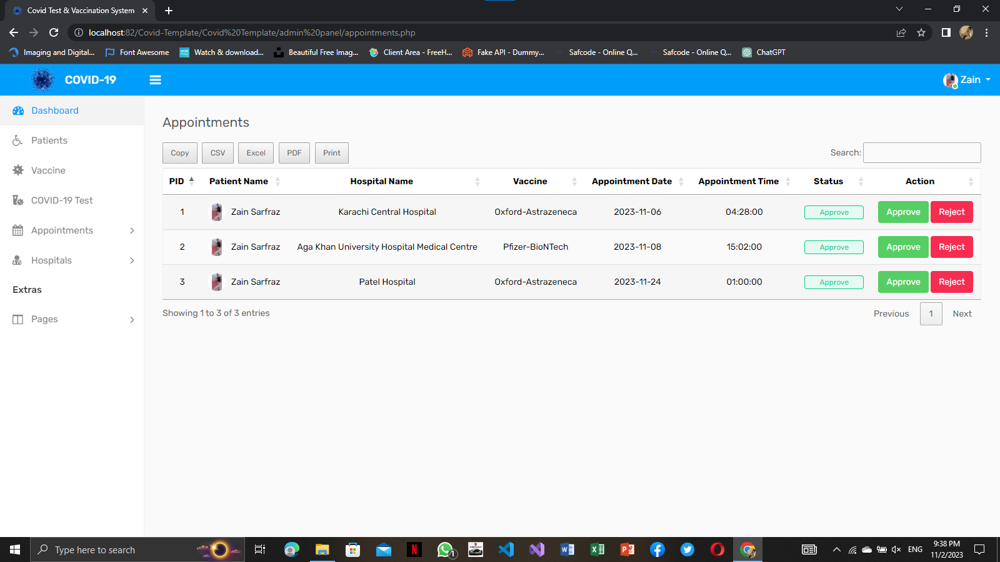 Covid Test & Vaccination System
localhost:82/Covid-Template/Covid%20Template/admin%20panel/appointments.php
Imaging and Digital... Font Awesome Watch & download... Beautiful Free Imag... Client Area - FreeH... Fake API - Dummy... Safcode - Online Q... Safcode - Online Q... ChatGPT
COVID-19 Zain
Dashboard
Patients
Vaccine
COVID-19 Test
Appointments
Hospitals
Extras
Pages
Appointments
Copy CSV Excel PDF Print Search:
PID Patient Name Hospital Name Vaccine Appointment Date Appointment Time Status Action
1 Zain Sarfraz Karachi Central Hospital Oxford-Astrazeneca 2023-11-06 04:28:00 Approve Approve Reject
2 Zain Sarfraz Aga Khan University Hospital Medical Centre Pfizer-BioNTech 2023-11-08 15:02:00 Approve Approve Reject
3 Zain Sarfraz Patel Hospital Oxford-Astrazeneca 2023-11-24 01:00:00 Approve Approve Reject
Showing 1 to 3 of 3 entries Previous 1 Next
Type here to search 1 ENG 9:38 PM
11/2/2023